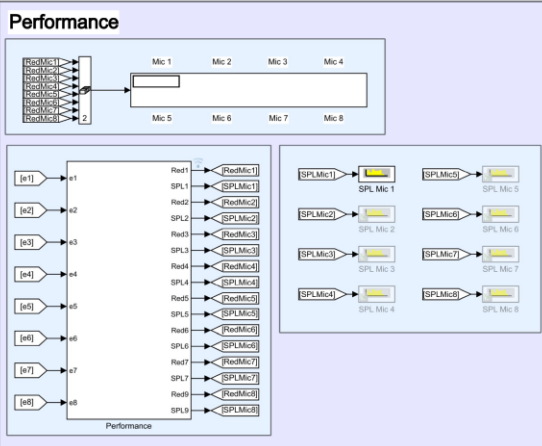 Performance
[RedMic1] Mic 1 Mic 2 Mic 3 Mic 4
[RedMic2]
[RedMic3]
[RedMic4]
[RedMic5]
[RedMic6]
[RedMic7]
[RedMic8] 2 Mic 5 Mic 6 Mic 7 Mic 8
[e1] e1
[e2] e2
[e3] e3
[e4] e4
[e5] e5
[e6] e6
[e7] e7
[e8] e8
Red1 [RedMic1]
SPL1 [SPLMic1]
Red2 [RedMic2]
SPL2 [SPLMic2]
Red3 [RedMic3]
SPL3 [SPLMic3]
Red4 [RedMic4]
SPL4 [SPLMic4]
Red5 [RedMic5]
SPL5 [SPLMic5]
Red6 [RedMic6]
SPL6 [SPLMic6]
Red7 [RedMic7]
SPL7 [SPLMic7]
Red9 [RedMic8]
SPL9 [SPLMic8]
Performance
[SPLMic1] [SPLMic5]
SPL Mic 1 SPL Mic 5
[SPLMic2] [SPLMic6]
SPL Mic 2 SPL Mic 6
[SPLMic3] [SPLMic7]
SPL Mic 3 SPL Mic 7
[SPLMic4] [SPLMic8]
SPL Mic 4 SPL Mic 8